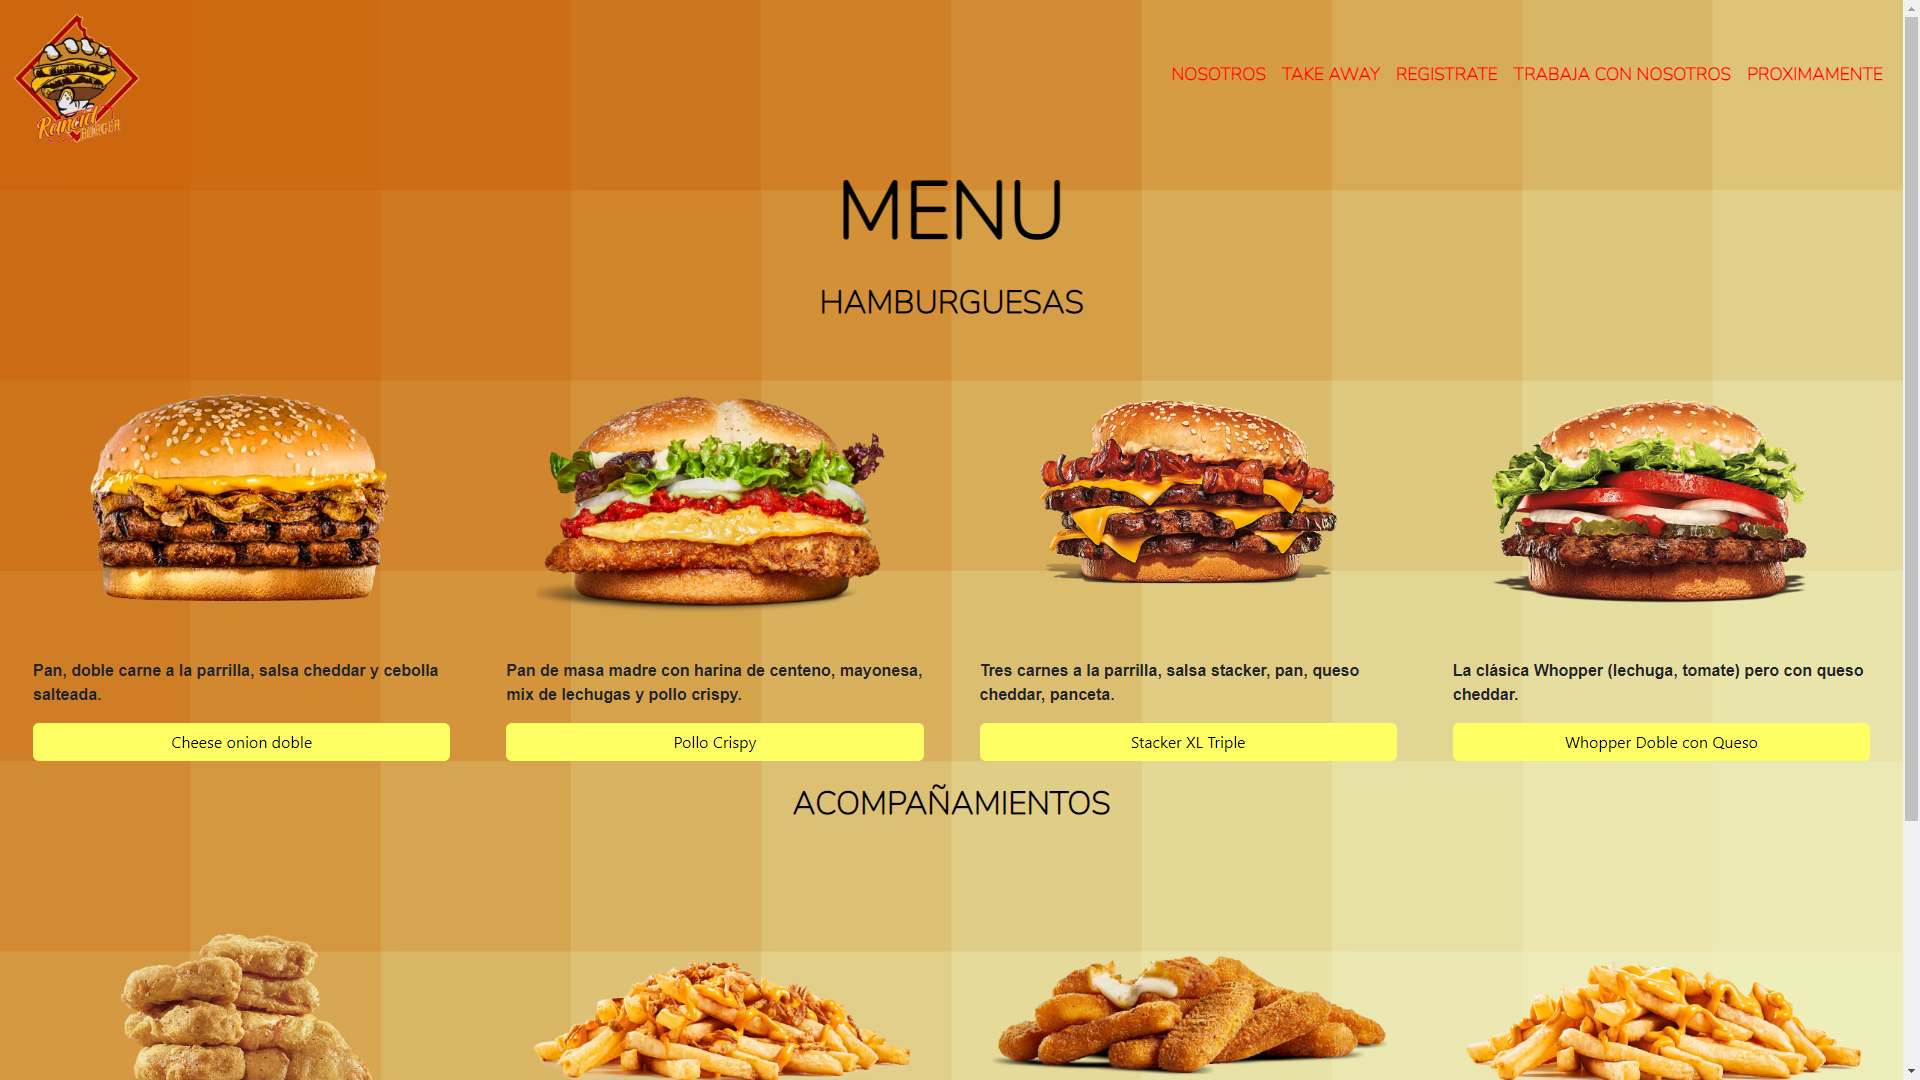 Rancid
BURGER
NOSOTROS TAKE AWAY REGISTRATE TRABAJA CON NOSOTROS PROXIMAMENTE
MENU
HAMBURGUESAS
Pan, doble carne a la parrilla, salsa cheddar y cebolla
salteada.
Cheese onion doble
Pan de masa madre con harina de centeno, mayonesa,
mix de lechugas y pollo crispy.
Pollo Crispy
Tres carnes a la parrilla, salsa stacker, pan, queso
cheddar, panceta.
Stacker XL Triple
La clásica Whopper (lechuga, tomate) pero con queso
cheddar.
Whopper Doble con Queso
ACOMPAÑAMIENTOS